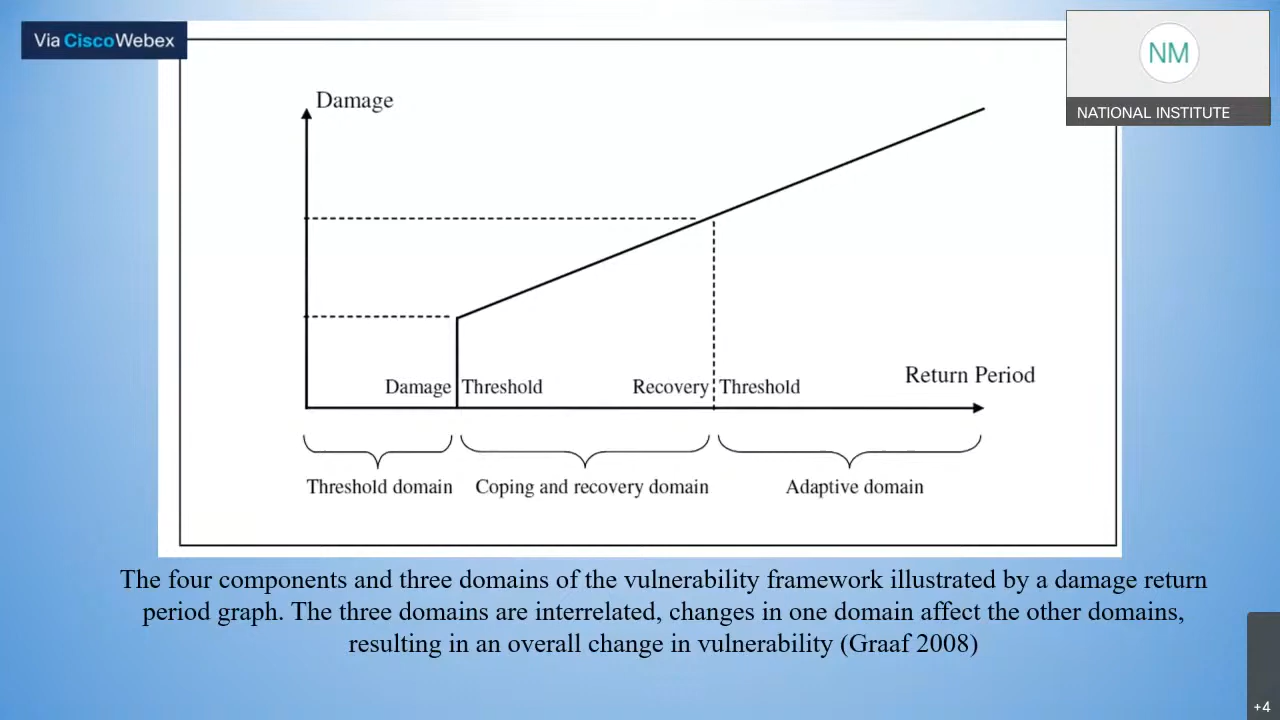 Via CiscoWebex
NM
NATIONAL INSTITUTE
Damage
Damage Threshold
Recovery Threshold
Return Period
Threshold domain
Coping and recovery domain
Adaptive domain
The four components and three domains of the vulnerability framework illustrated by a damage return
period graph. The three domains are interrelated, changes in one domain affect the other domains,
resulting in an overall change in vulnerability (Graaf 2008)
+4